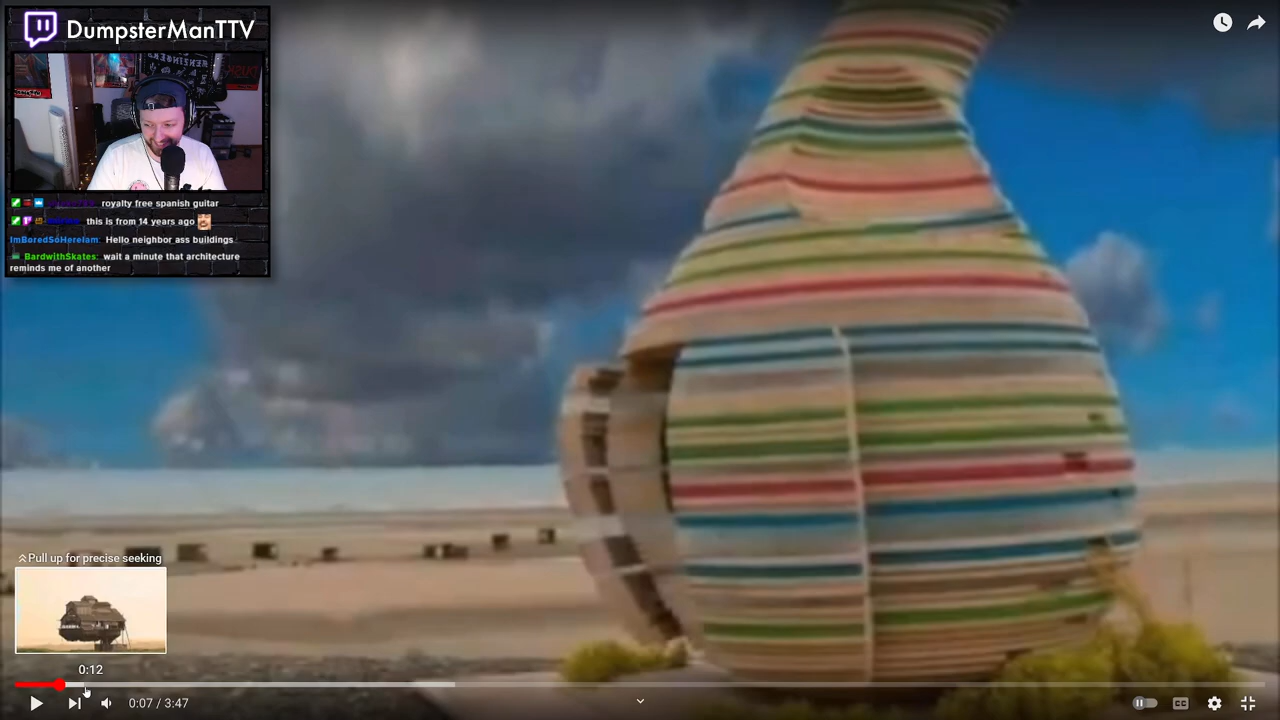 DumpsterManTTV
royalty free spanish guitar
this is from 14 years ago
ImBoredSoHereIam: Hello neighbor ass buildings
BardwithSkates: wait a minute that architecture
reminds me of another
Pull up for precise seeking
0:12
0:07 / 3:47
CC